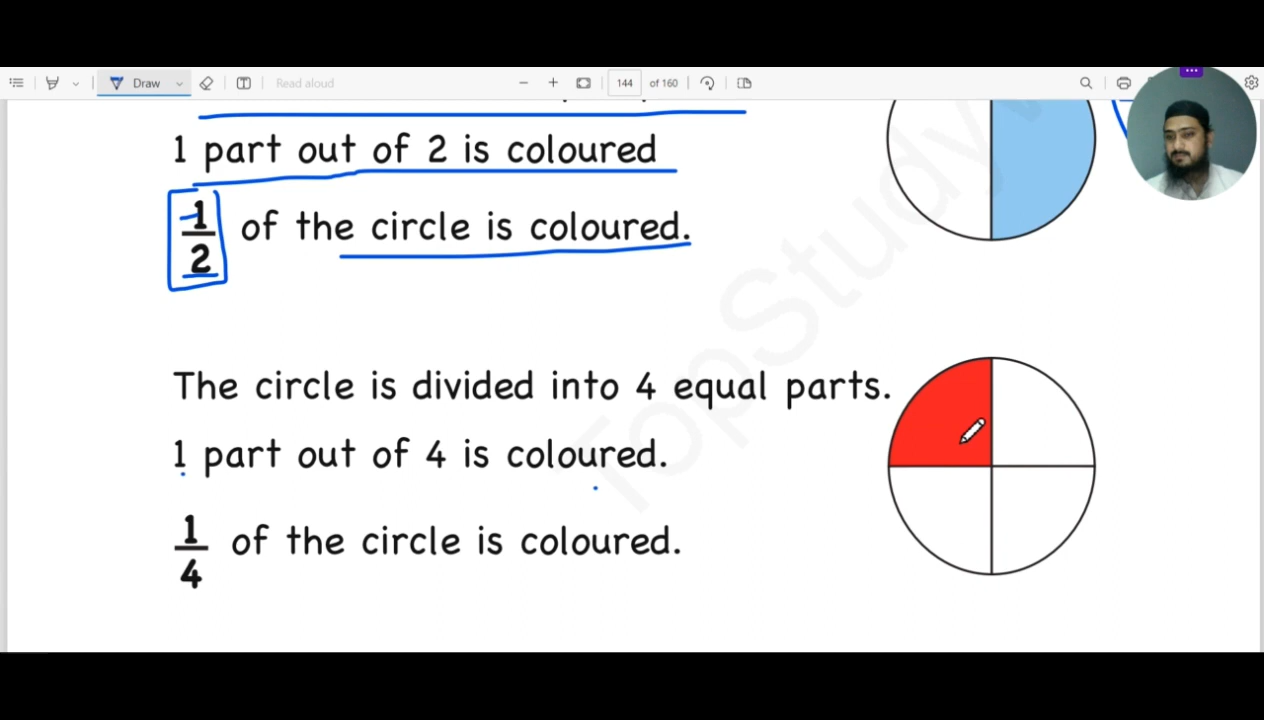 Draw
Read aloud
144 of 160
1 part out of 2 is coloured
1
2
of the circle is coloured.
The circle is divided into 4 equal parts.
1 part out of 4 is coloured.
1
4
of the circle is coloured.
TopStudy